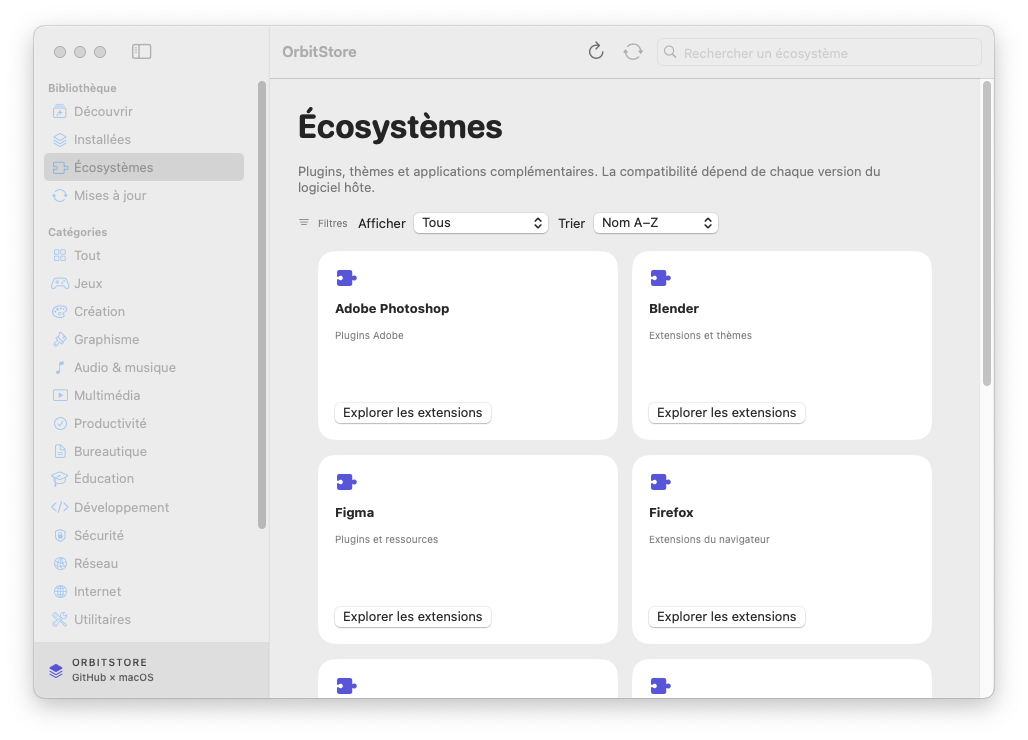 OrbitStore
Rechercher un écosystème
Bibliothèque
Découvrir
Installées
Écosystèmes
Mises à jour
Catégories
Tout
Jeux
Création
Graphisme
Audio & musique
Multimédia
Productivité
Bureautique
Éducation
Développement
Sécurité
Réseau
Internet
Utilitaires
ORBITSTORE
GitHub × macOS
Écosystèmes
Plugins, thèmes et applications complémentaires. La compatibilité dépend de chaque version du
logiciel hôte.
Filtres Afficher Tous Trier Nom A–Z
Adobe Photoshop
Plugins Adobe
Explorer les extensions
Blender
Extensions et thèmes
Explorer les extensions
Figma
Plugins et ressources
Explorer les extensions
Firefox
Extensions du navigateur
Explorer les extensions